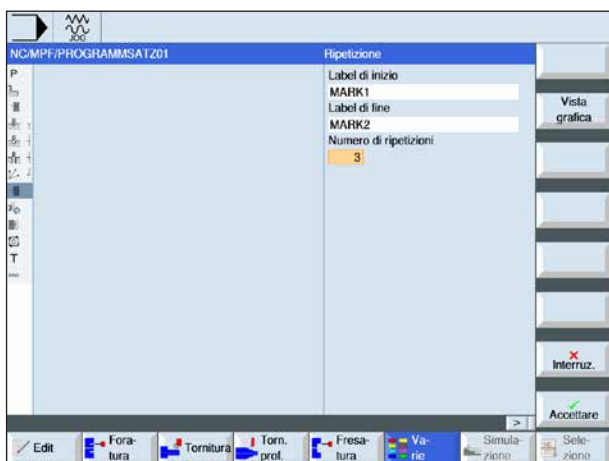 JOG
NC/MPF/PROGRAMMSATZ01
Ripetizione
P
Label di inizio
MARK1
Label di fine
MARK2
Numero di ripetizioni
3
T
Vista
grafica
Interruz.
Accettare
>
Edit
Fora-
tura
Tornitura
Torn.
prof.
Fresa-
tura
Va-
rie
Simula-
zione
Sele-
zione